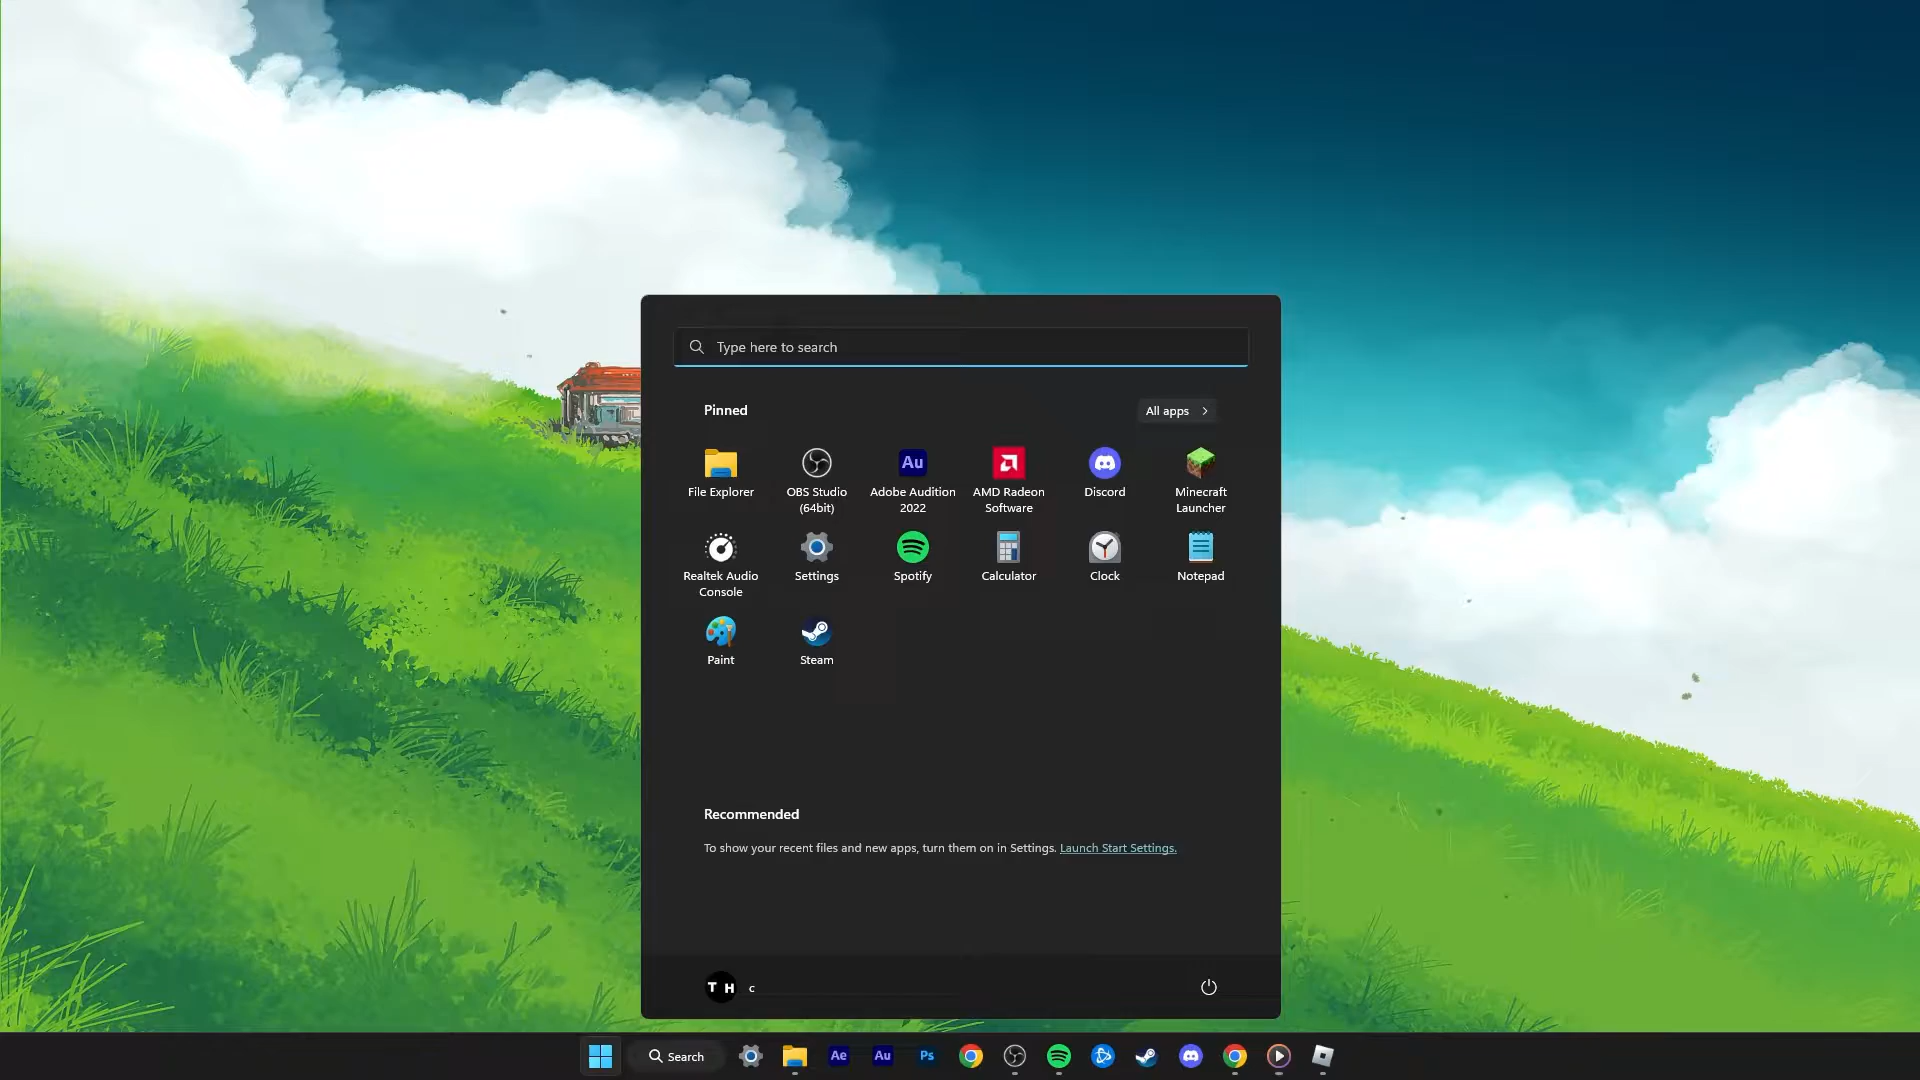 Type here to search
Pinned
All apps
Au
File Explorer
OBS Studio
(64bit)
Adobe Audition
2022
AMD Radeon
Software
Discord
Minecraft
Launcher
Realtek Audio
Console
Settings
Spotify
Calculator
Clock
Notepad
Paint
Steam
Recommended
To show your recent files and new apps, turn them on in Settings. Launch Start Settings.
T H c
Search
Ae
Au
Ps